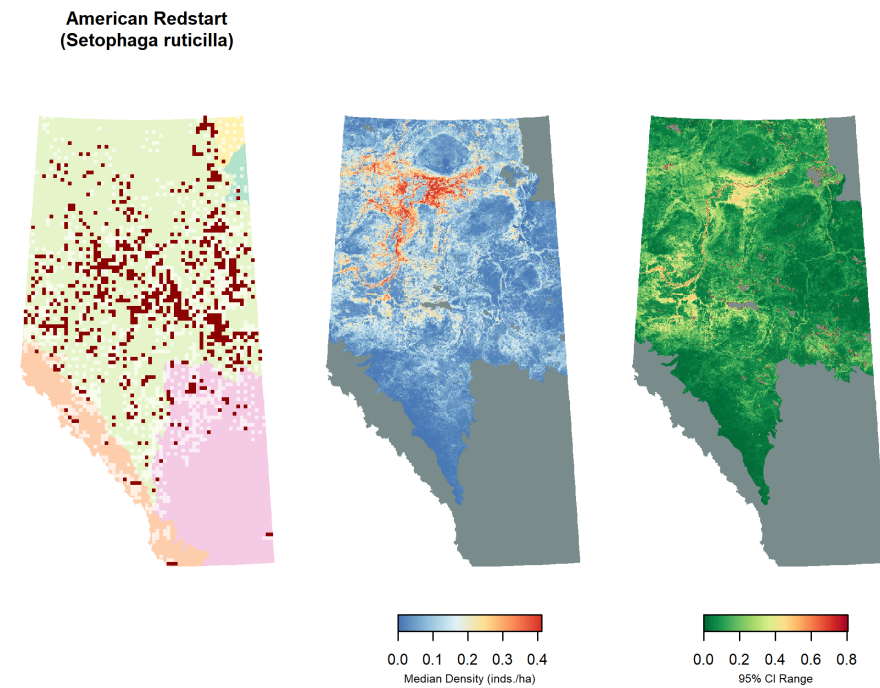 American Redstart
(Setophaga ruticilla)
0.0 0.1 0.2 0.3 0.4
Median Density (inds./ha)
0.0 0.2 0.4 0.6 0.8
95% CI Range